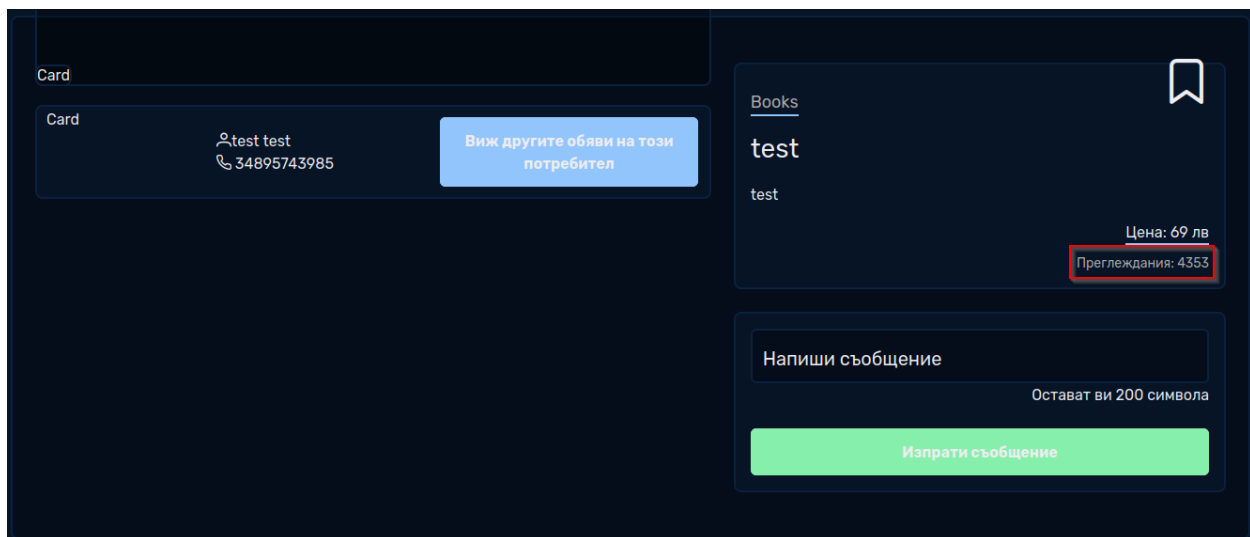 Card
Card
test test
34895743985
Виж другите обяви на този
потребител
Books
test
test
Цена: 69 лв
Преглеждания: 4353
Напиши съобщение
Остават ви 200 символа
Изпрати съобщение